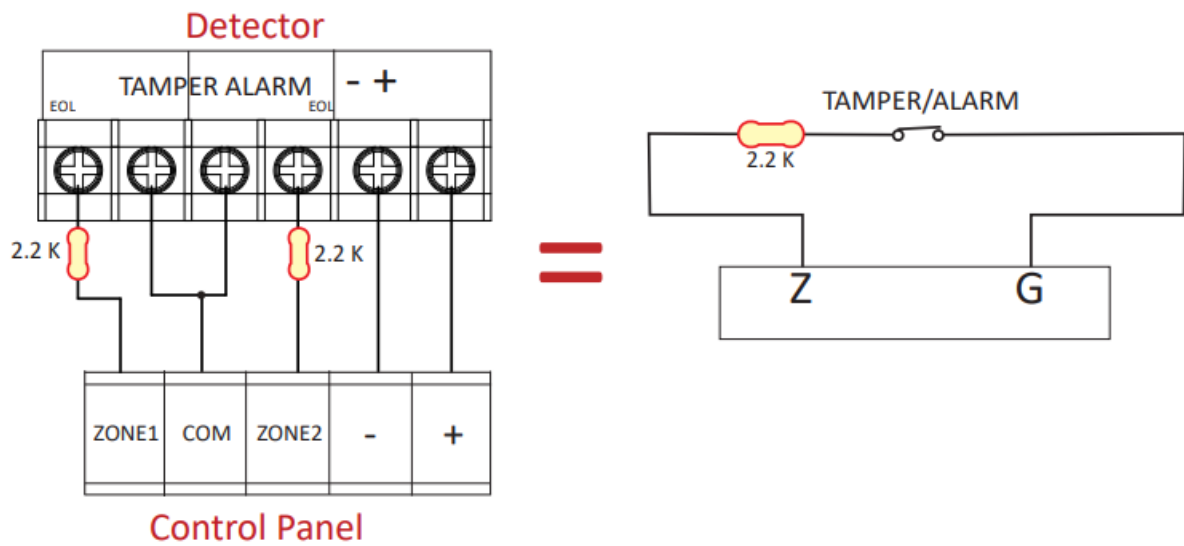 Detector
TAMPER ALARM - +
EOL EOL
2.2 K 2.2 K
ZONE1 COM ZONE2 - +
Control Panel
=
TAMPER/ALARM
2.2 K
Z G